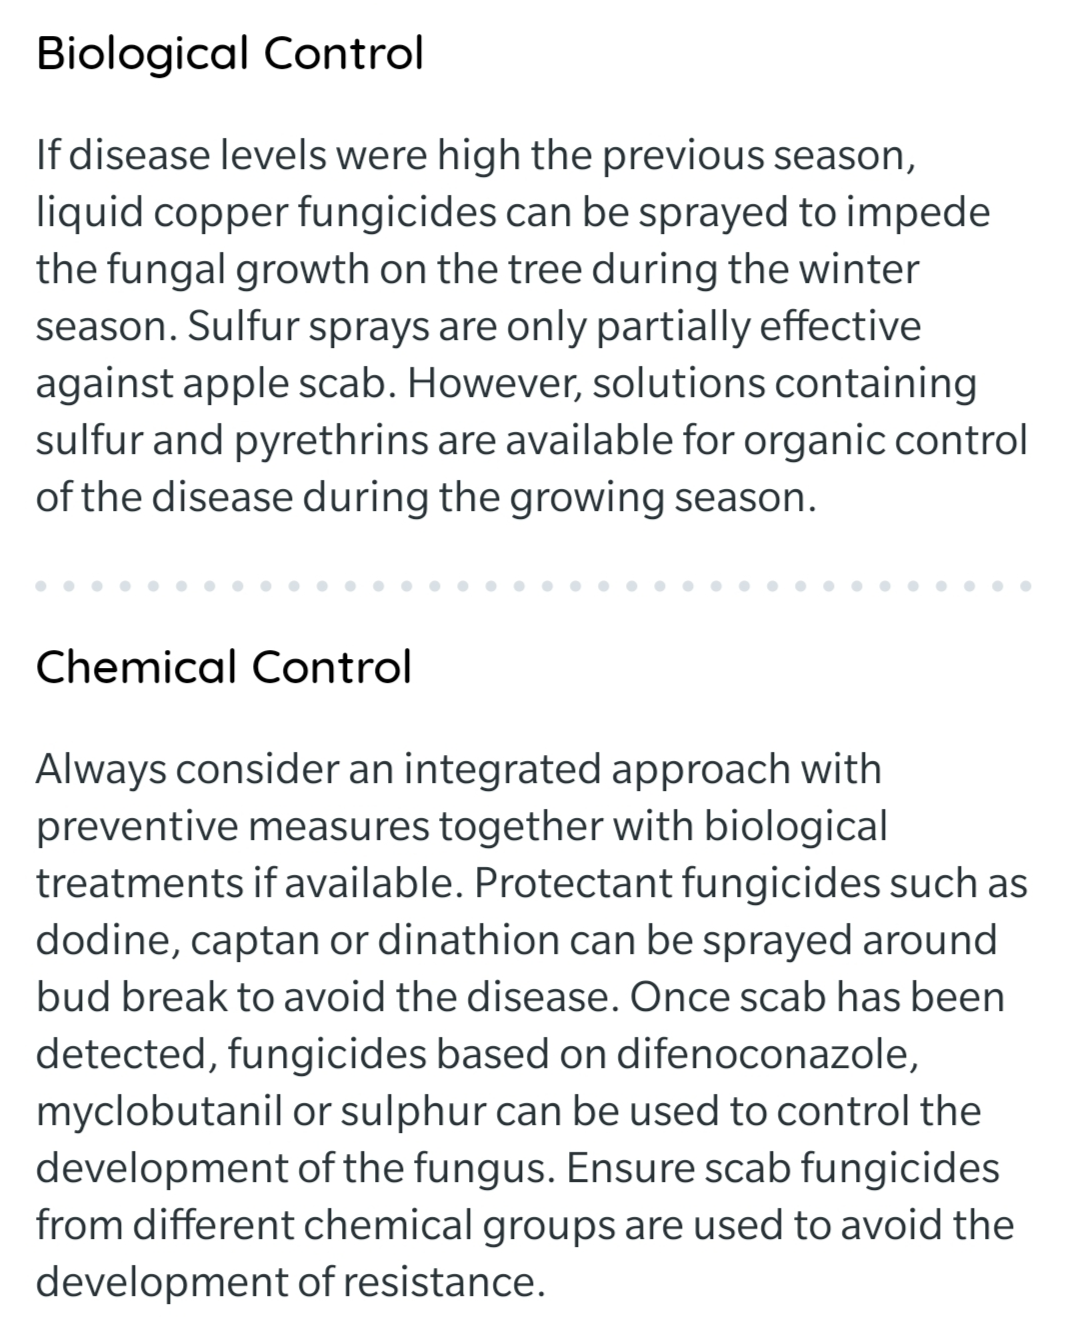 Biological Control
If disease levels were high the previous season,
liquid copper fungicides can be sprayed to impede
the fungal growth on the tree during the winter
season. Sulfur sprays are only partially effective
against apple scab. However, solutions containing
sulfur and pyrethrins are available for organic control
of the disease during the growing season.
Chemical Control
Always consider an integrated approach with
preventive measures together with biological
treatments if available. Protectant fungicides such as
dodine, captan or dinathion can be sprayed around
bud break to avoid the disease. Once scab has been
detected, fungicides based on difenoconazole,
myclobutanil or sulphur can be used to control the
development of the fungus. Ensure scab fungicides
from different chemical groups are used to avoid the
development of resistance.